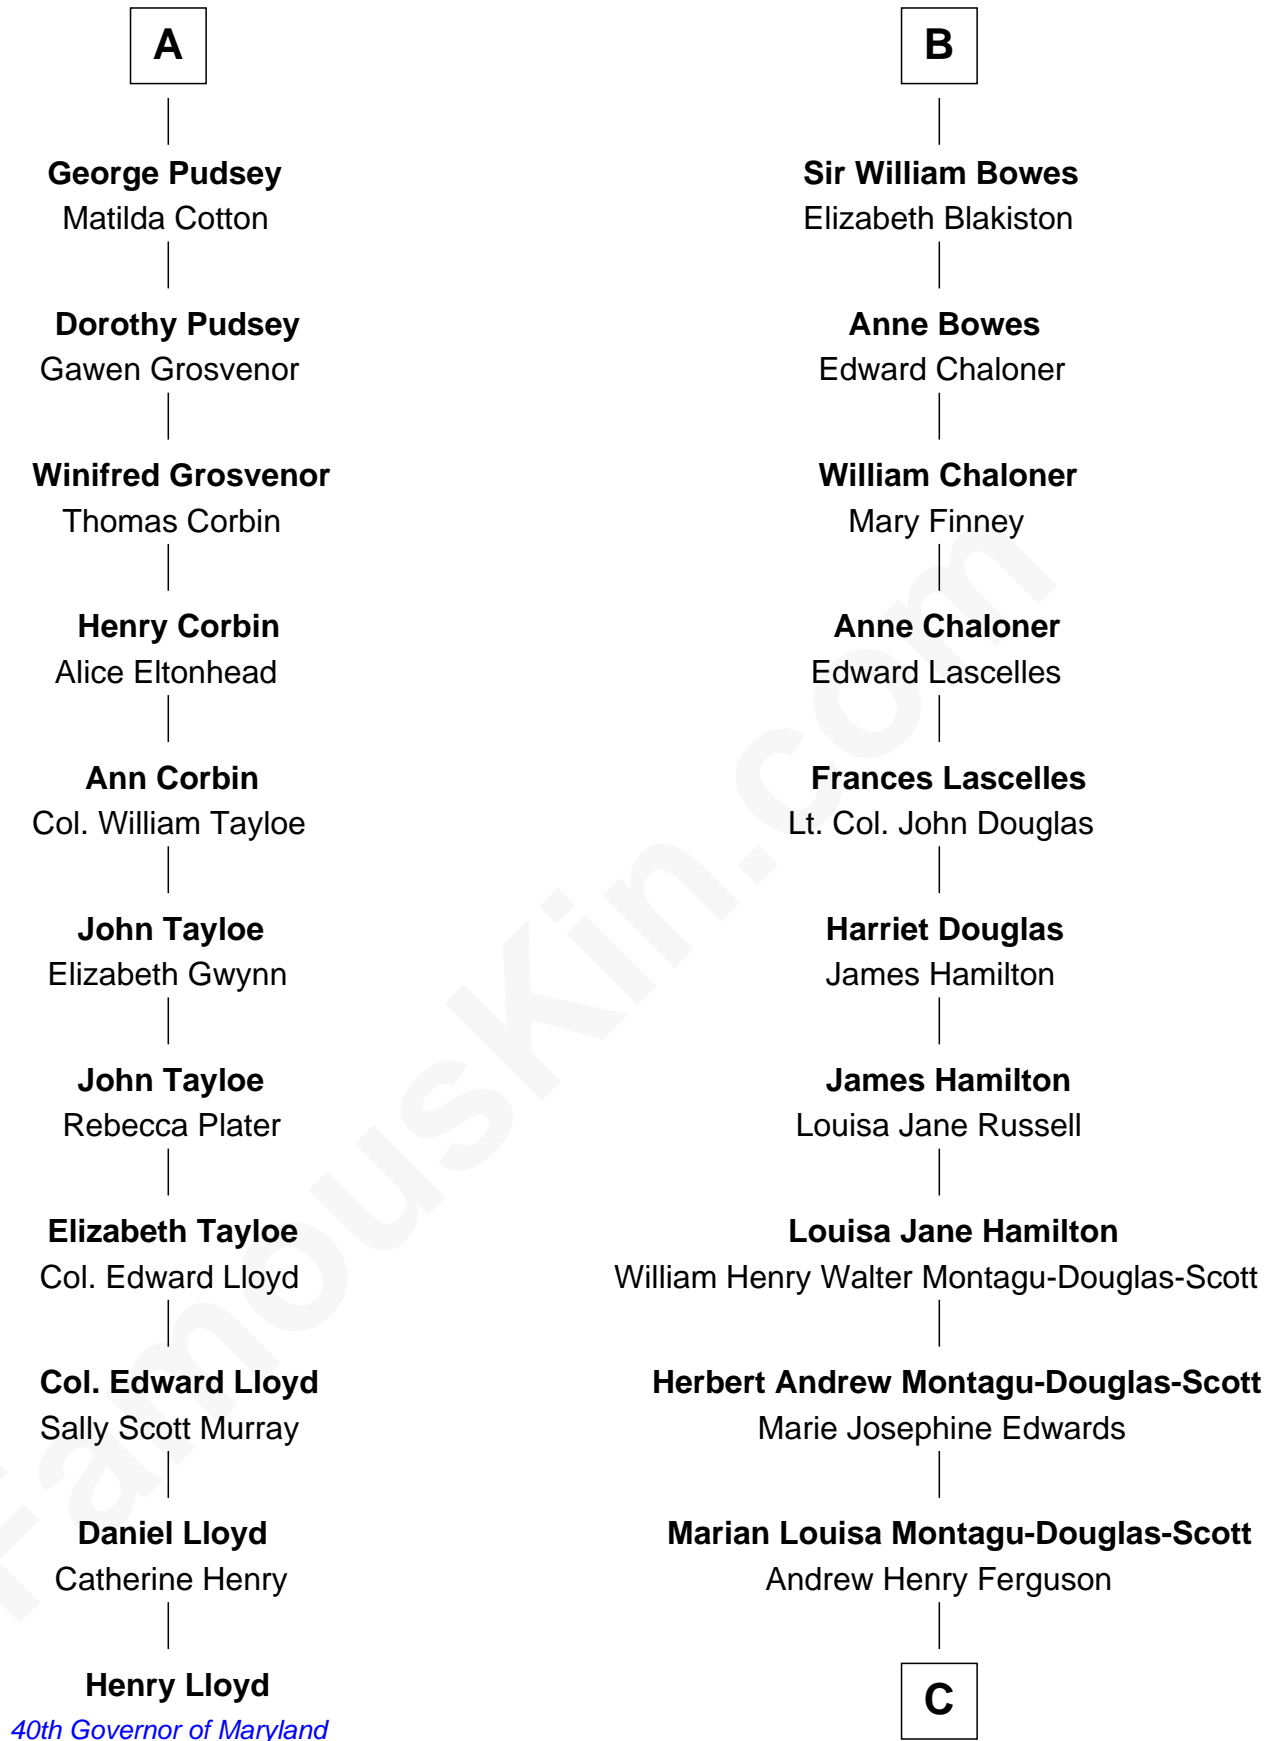 A
George Pudsey
Matilda Cotton
Dorothy Pudsey
Gawen Grosvenor
Winifred Grosvenor
Thomas Corbin
Henry Corbin
Alice Eltonhead
Ann Corbin
Col. William Tayloe
John Tayloe
Elizabeth Gwynn
John Tayloe
Rebecca Plater
Elizabeth Tayloe
Col. Edward Lloyd
Col. Edward Lloyd
Sally Scott Murray
Daniel Lloyd
Catherine Henry
Henry Lloyd
40th Governor of Maryland
B
Sir William Bowes
Elizabeth Blakiston
Anne Bowes
Edward Chaloner
William Chaloner
Mary Finney
Anne Chaloner
Edward Lascelles
Frances Lascelles
Lt. Col. John Douglas
Harriet Douglas
James Hamilton
James Hamilton
Louisa Jane Russell
Louisa Jane Hamilton
William Henry Walter Montagu-Douglas-Scott
Herbert Andrew Montagu-Douglas-Scott
Marie Josephine Edwards
Marian Louisa Montagu-Douglas-Scott
Andrew Henry Ferguson
C
FamousKin.com